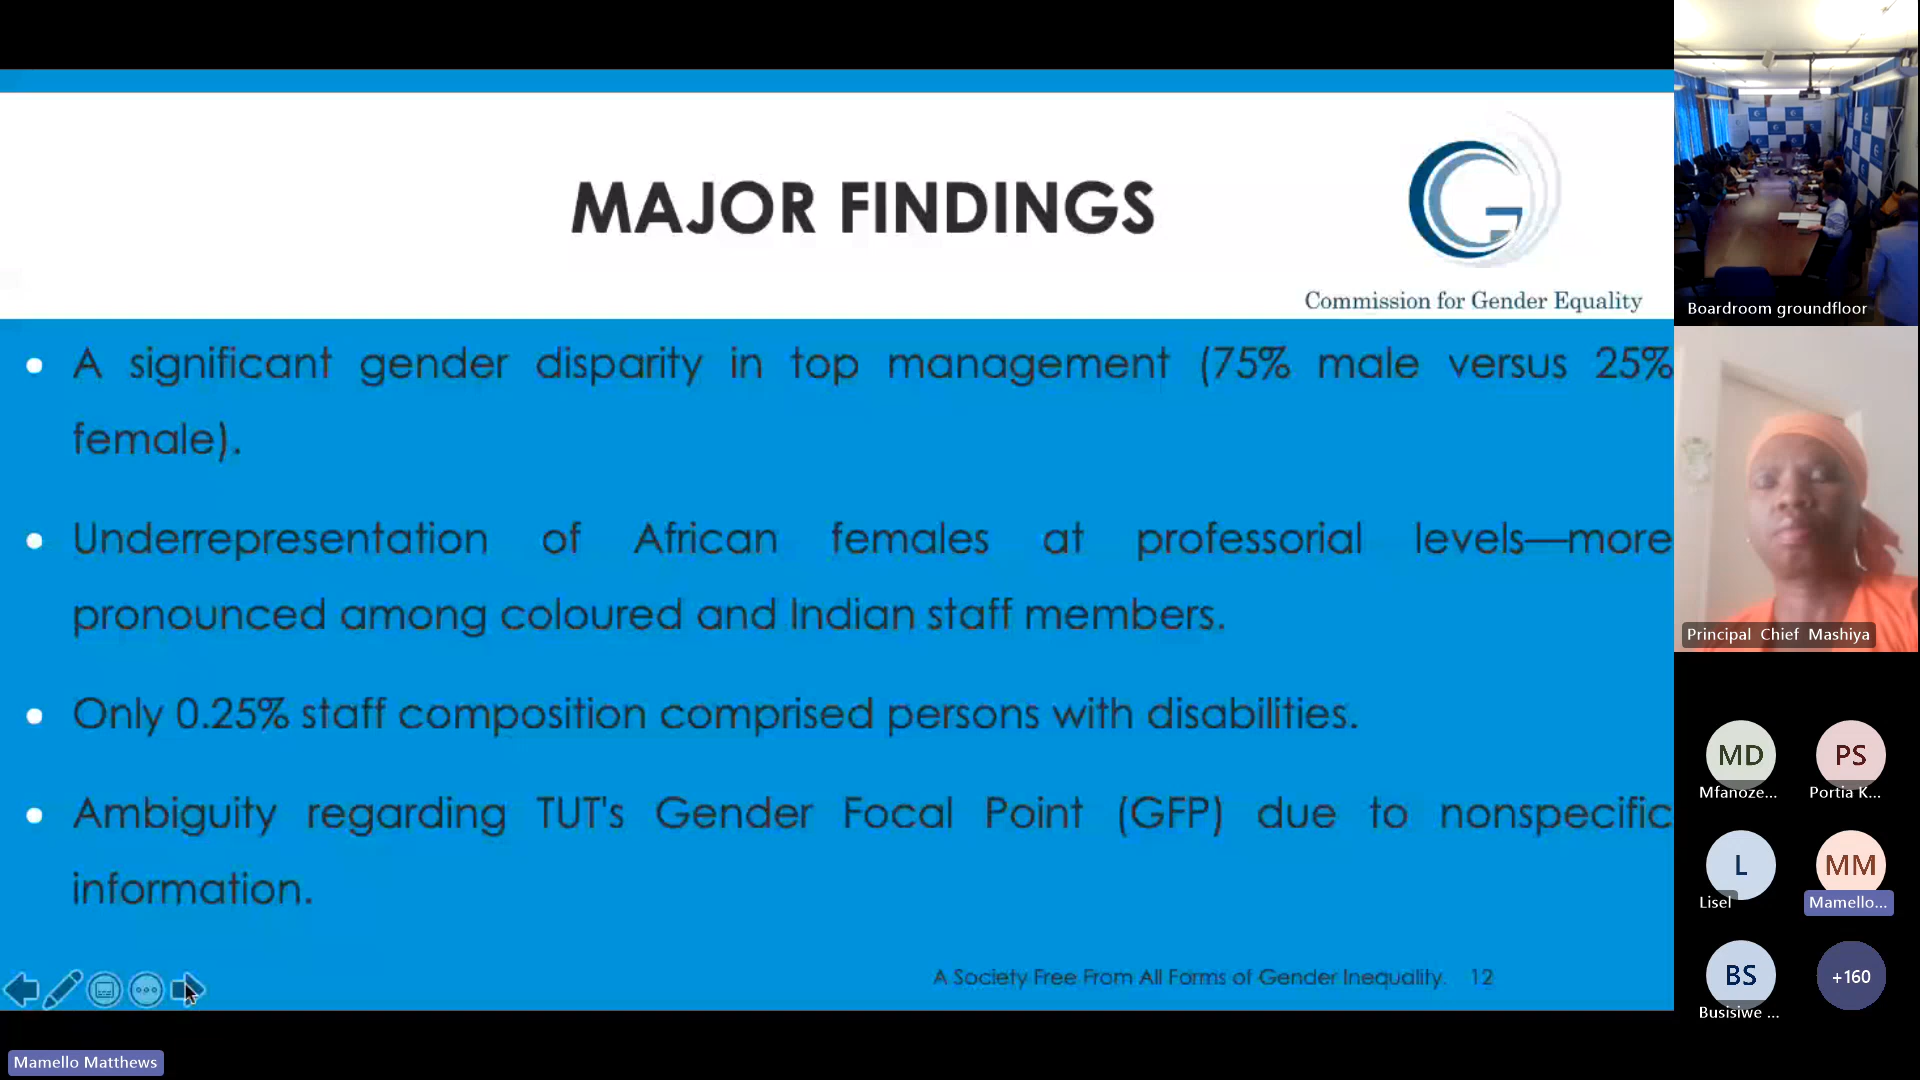 MAJOR FINDINGS
Commission for Gender Equality
• A significant gender disparity in top management (75% male versus 25%
female).
• Underrepresentation of African females at professorial levels—more
pronounced among coloured and Indian staff members.
• Only 0.25% staff composition comprised persons with disabilities.
• Ambiguity regarding TUT's Gender Focal Point (GFP) due to nonspecific
information.
A Society Free From All Forms of Gender Inequality. 12
Mamello Matthews
Boardroom groundfloor
Principal Chief Mashiya
MD
PS
Mfanoze...
Portia K...
L
MM
Lisel
Mamello...
BS
+160
Busisiwe ...